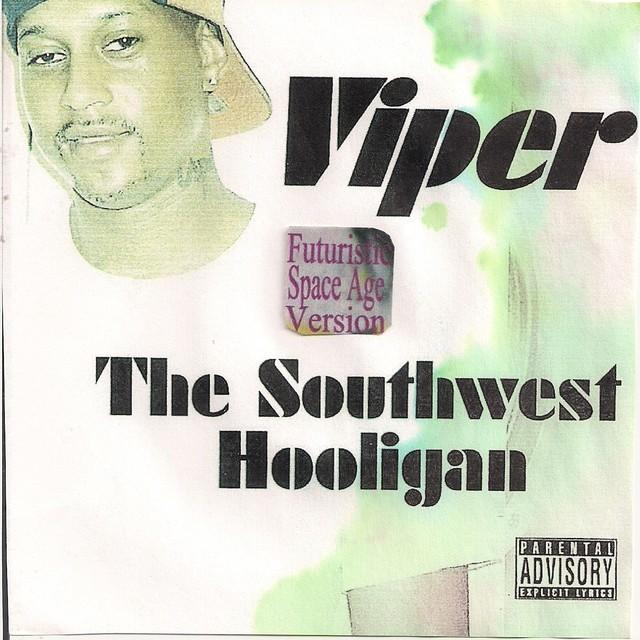 Viper
Futuristic
Space Age
Version
The Southwest
Hooligan
PARENTAL
ADVISORY
EXPLICIT LYRICS